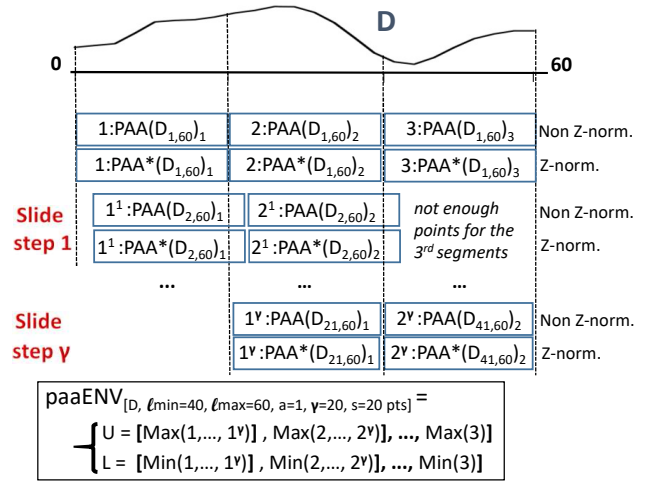 D
0 60
1:PAA(D1,60)1 2:PAA(D1,60)2 3:PAA(D1,60)3 Non Z-norm.
1:PAA*(D1,60)1 2:PAA*(D1,60)2 3:PAA*(D1,60)3 Z-norm.
Slide step 1
1¹:PAA(D2,60)1 2¹:PAA(D2,60)2 not enough Non Z-norm.
points for the
1¹:PAA*(D2,60)1 2¹:PAA*(D2,60)2 3rd segments Z-norm.
... ... ...
Slide step γ
1ᵞ:PAA(D21,60)1 2ᵞ:PAA(D41,60)2 Non Z-norm.
1ᵞ:PAA*(D21,60)1 2ᵞ:PAA*(D41,60)2 Z-norm.
paaENV[D, ℓmin=40, ℓmax=60, a=1, γ=20, s=20 pts] =
U = [Max(1,..., 1ᵞ)] , Max(2,..., 2ᵞ)], ..., Max(3)]
L = [Min(1,..., 1ᵞ)] , Min(2,..., 2ᵞ)], ..., Min(3)]